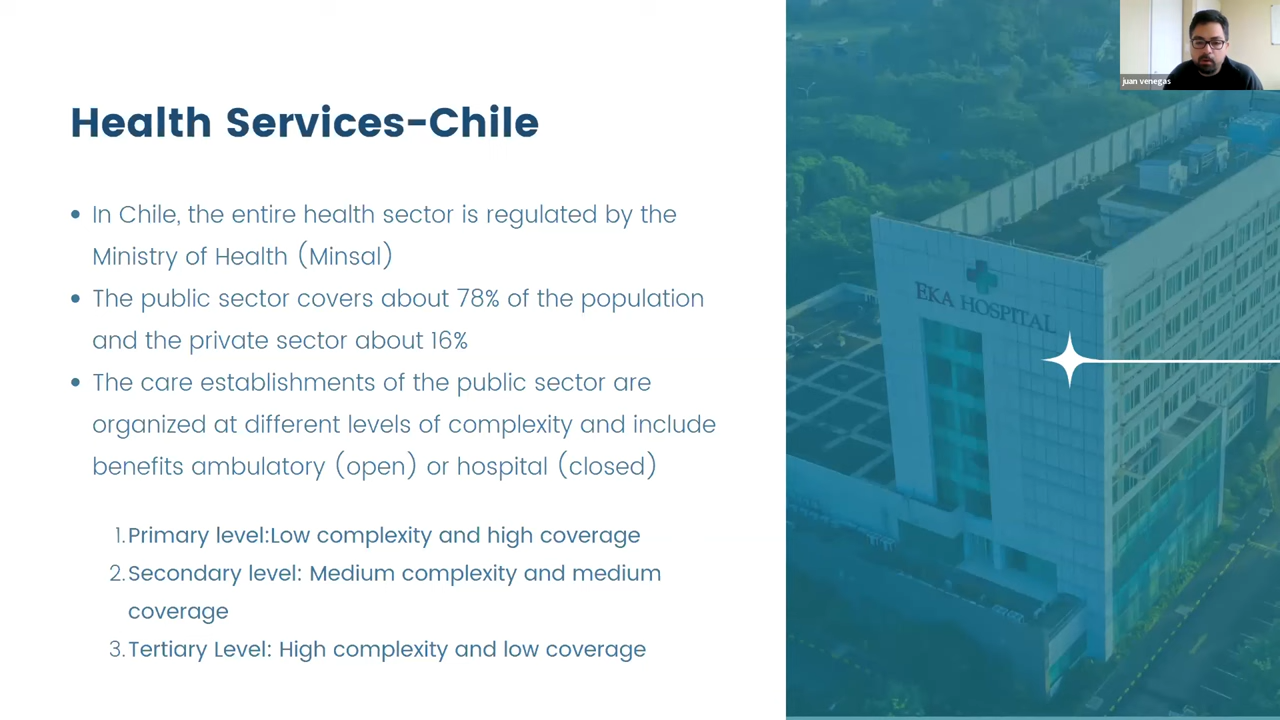 Health Services-Chile
• In Chile, the entire health sector is regulated by the
Ministry of Health (Minsal)
• The public sector covers about 78% of the population
and the private sector about 16%
• The care establishments of the public sector are
organized at different levels of complexity and include
benefits ambulatory (open) or hospital (closed)
1. Primary level:Low complexity and high coverage
2. Secondary level: Medium complexity and medium
coverage
3. Tertiary Level: High complexity and low coverage
EKA HOSPITAL
juan venegas